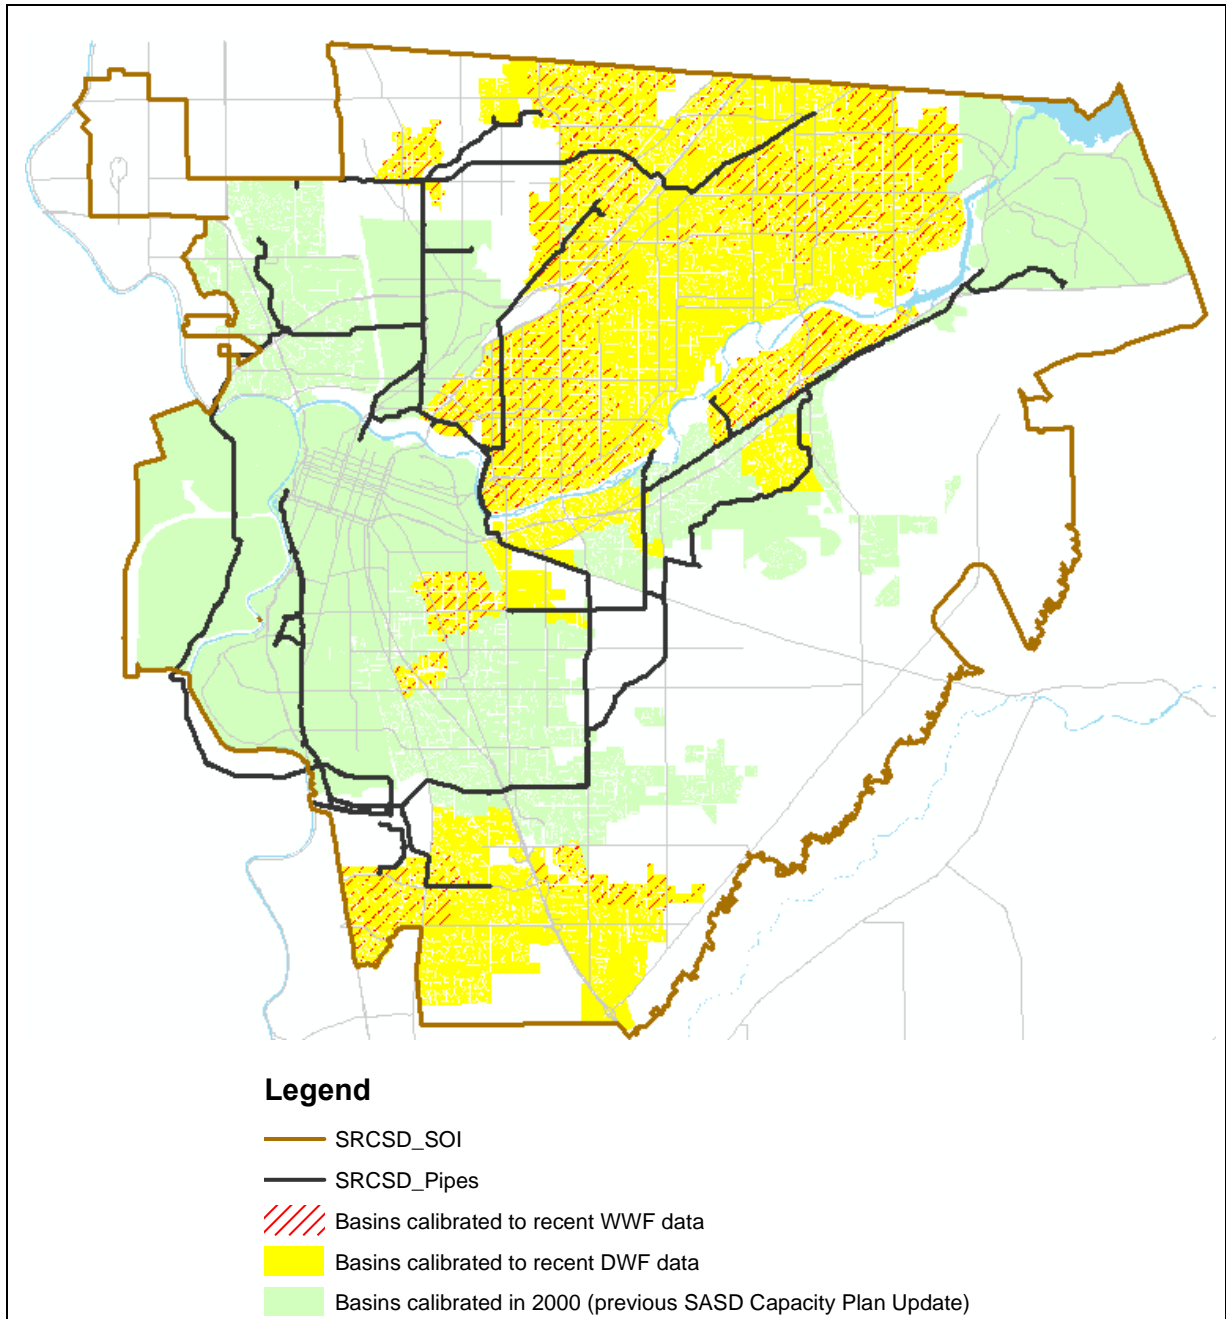 Legend
SRCSD_SOI
SRCSD_Pipes
Basins calibrated to recent WWF data
Basins calibrated to recent DWF data
Basins calibrated in 2000 (previous SASD Capacity Plan Update)